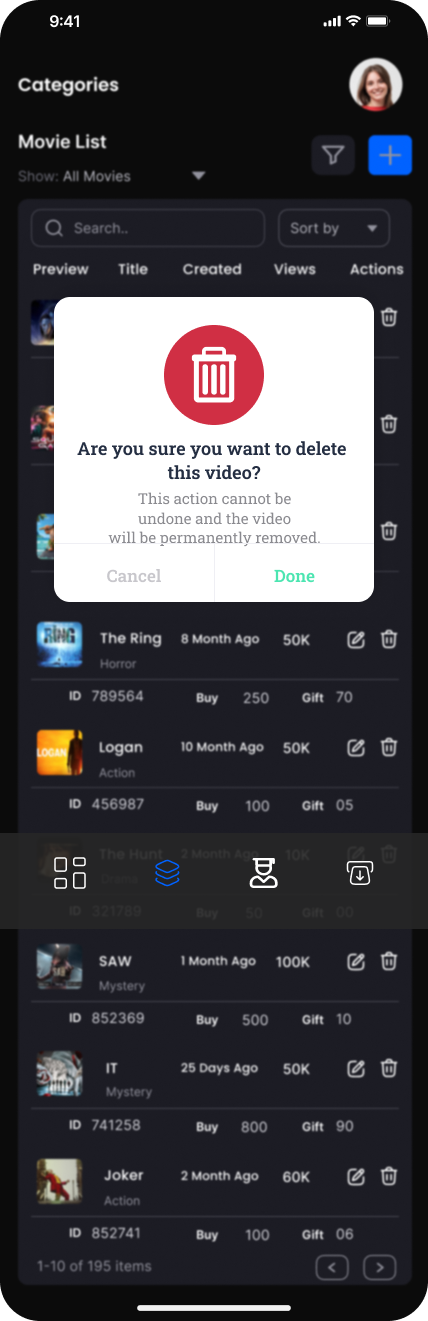 9:41
Categories
Movie List
Show: All Movies
Search..
Sort by
Preview Title Created Views Actions
Are you sure you want to delete
this video?
This action cannot be
undone and the video
will be permanently removed.
Cancel Done
RING The Ring 8 Month Ago 50K
Horror
ID 789564 Buy 250 Gift 70
LOGAN Logan 10 Month Ago 50K
Action
ID 456987 Buy 100 Gift 05
The Hunt 2 Month Ago 10K
Drama
ID 321789 Buy 50 Gift 00
SAW 1 Month Ago 100K
Mystery
ID 852369 Buy 500 Gift 10
IT 25 Days Ago 50K
Mystery
ID 741258 Buy 800 Gift 90
Joker 2 Month Ago 60K
Action
ID 852741 Buy 100 Gift 06
1-10 of 195 items